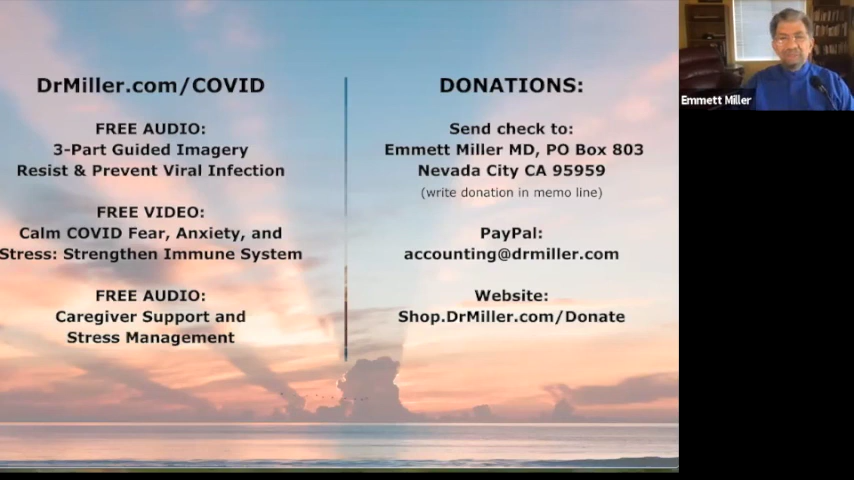 DrMiller.com/COVID
FREE AUDIO:
3-Part Guided Imagery
Resist & Prevent Viral Infection
FREE VIDEO:
Calm COVID Fear, Anxiety, and
Stress: Strengthen Immune System
FREE AUDIO:
Caregiver Support and
Stress Management
DONATIONS:
Send check to:
Emmett Miller MD, PO Box 803
Nevada City CA 95959
(write donation in memo line)
PayPal:
accounting@drmiller.com
Website:
Shop.DrMiller.com/Donate
Emmett Miller